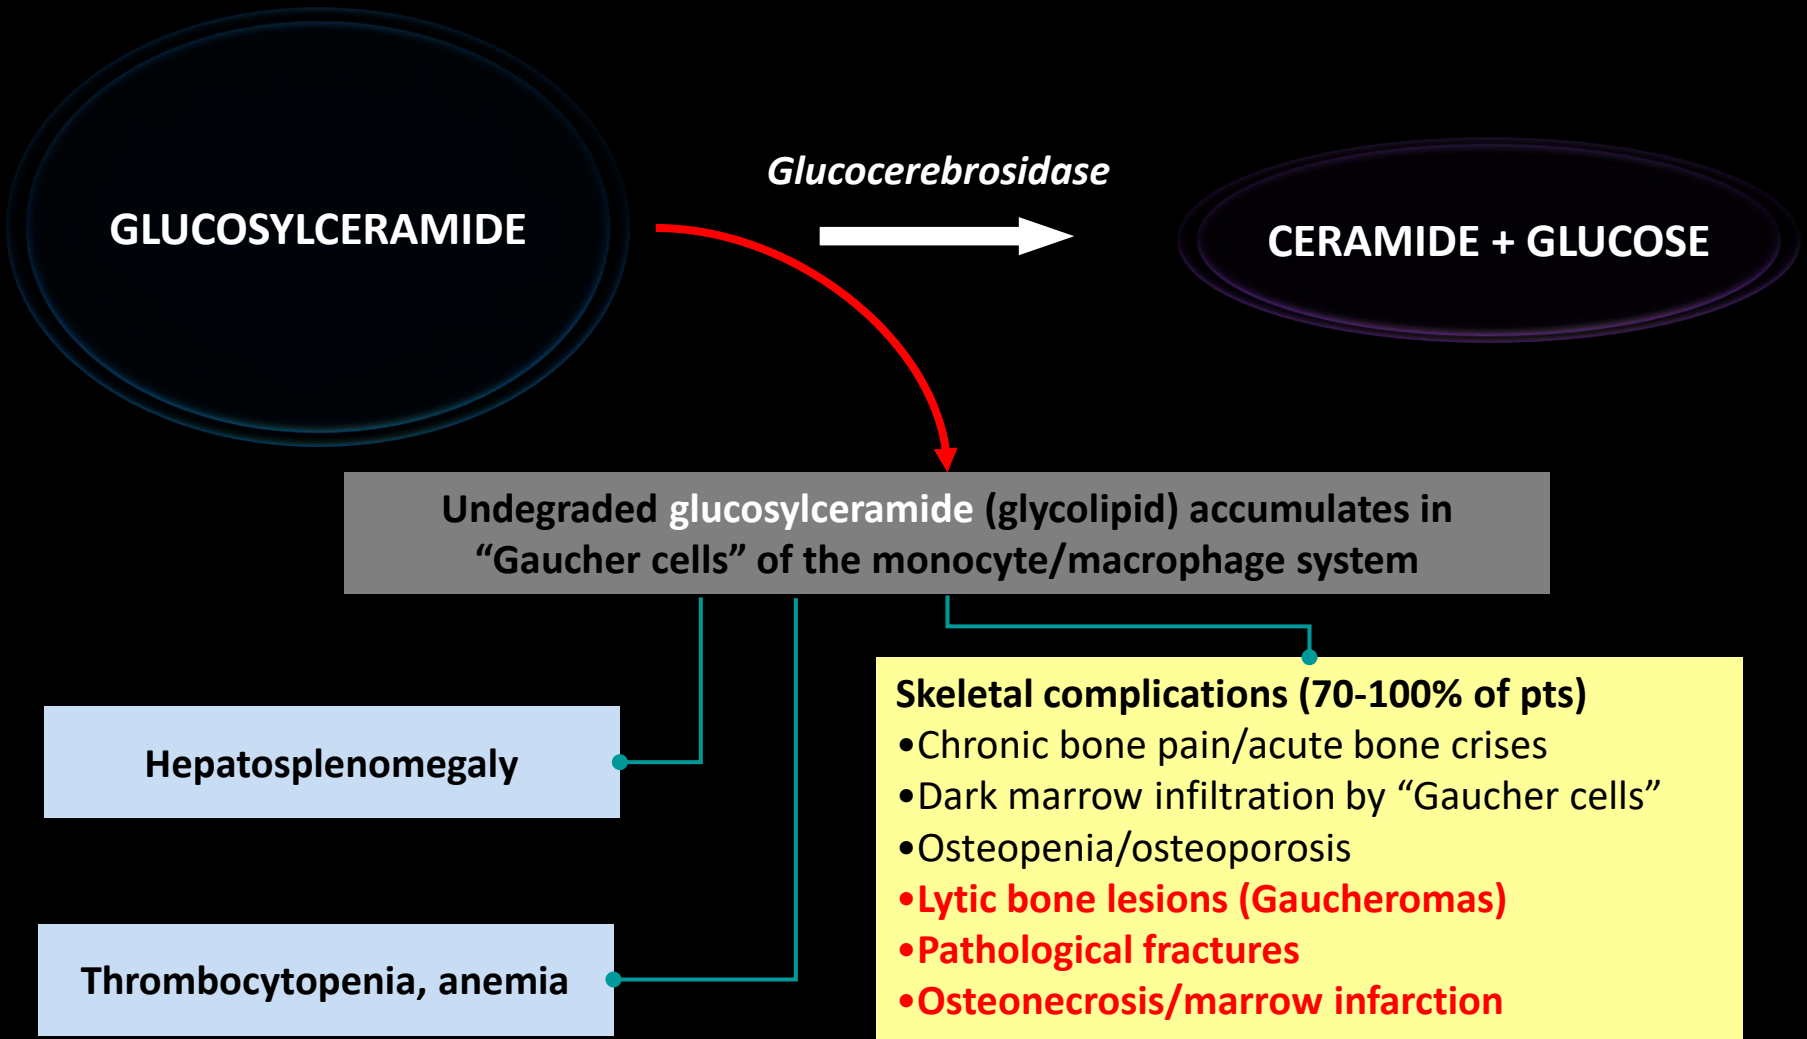 GLUCOSYLCERAMIDE
Glucocerebrosidase
CERAMIDE + GLUCOSE
Undegraded glucosylceramide (glycolipid) accumulates in
“Gaucher cells” of the monocyte/macrophage system
Hepatosplenomegaly
Thrombocytopenia, anemia
Skeletal complications (70-100% of pts)
•Chronic bone pain/acute bone crises
•Dark marrow infiltration by “Gaucher cells”
•Osteopenia/osteoporosis
•Lytic bone lesions (Gaucheromas)
•Pathological fractures
•Osteonecrosis/marrow infarction